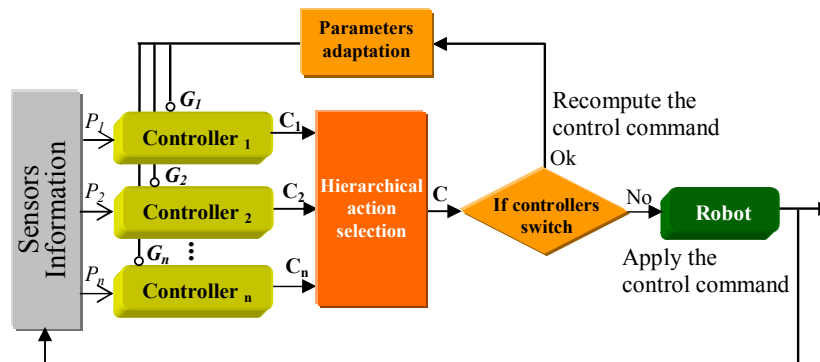 Parameters
adaptation
Sensors
Information
P1
G1
Controller 1
C1
P2
G2
Controller 2
C2
Pn
Gn
Controller n
Cn
Hierarchical
action
selection
C
If controllers
switch
Ok
Recompute the
control command
No
Robot
Apply the
control command